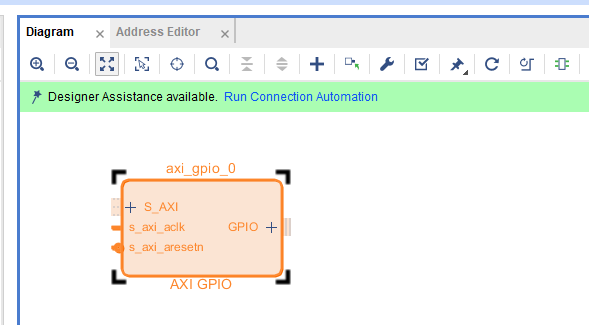 Diagram
Address Editor
Designer Assistance available. Run Connection Automation
axi_gpio_0
S_AXI
s_axi_aclk
GPIO
s_axi_aresetn
AXI GPIO